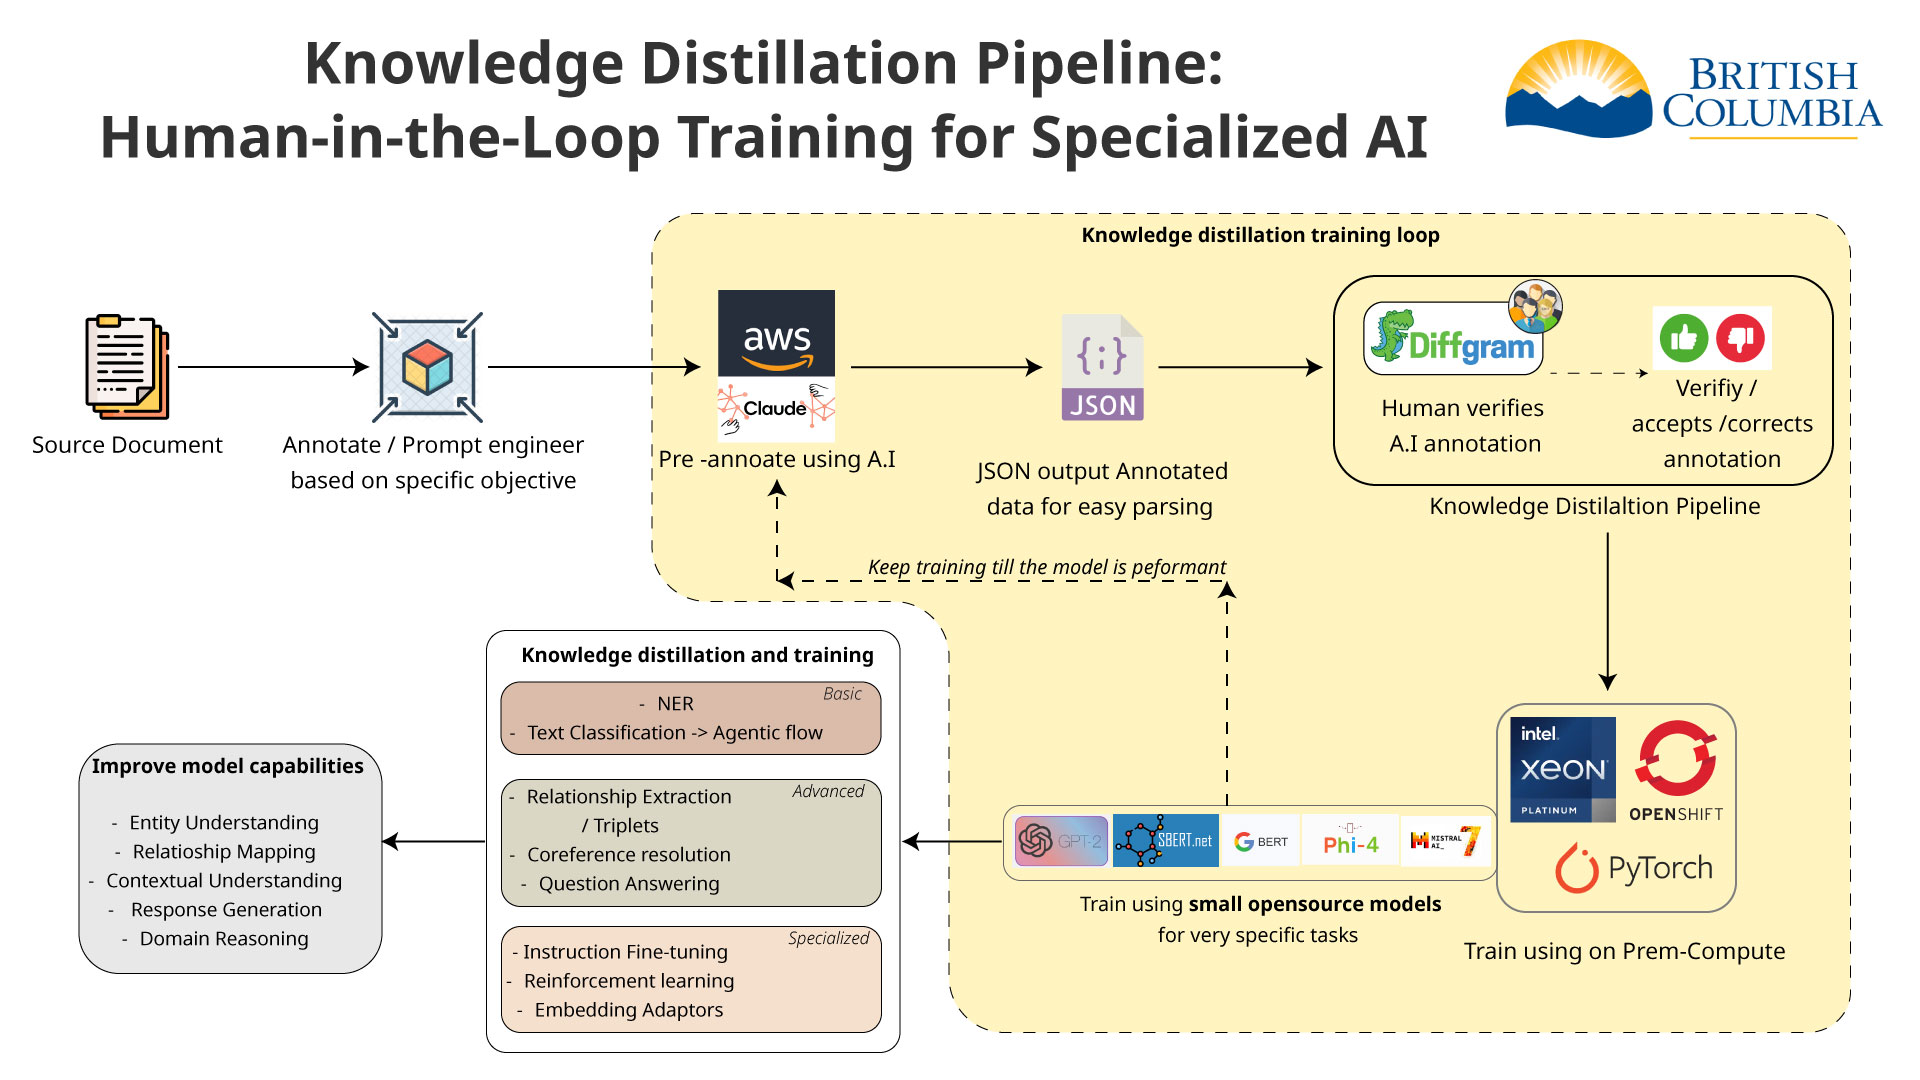 Knowledge Distillation Pipeline:
Human-in-the-Loop Training for Specialized AI
BRITISH
COLUMBIA
Knowledge distillation training loop
Source Document
Annotate / Prompt engineer
based on specific objective
aws
Claude
Pre -annoate using A.I
{;}
JSON
JSON output Annotated
data for easy parsing
Diffgram
Human verifies
A.I annotation
Verifiy /
accepts /corrects
annotation
Knowledge Distilaltion Pipeline
Keep training till the model is peformant
intel.
xeon
PLATINUM
OPENSHIFT
PyTorch
Train using on Prem-Compute
GPT-2
SBERT.net
G BERT
Phi-4
MISTRAL
AI_
7
Train using small opensource models
for very specific tasks
Knowledge distillation and training
Basic
- NER
- Text Classification -> Agentic flow
Advanced
- Relationship Extraction
/ Triplets
- Coreference resolution
- Question Answering
Specialized
- Instruction Fine-tuning
- Reinforcement learning
- Embedding Adaptors
Improve model capabilities
- Entity Understanding
- Relatioship Mapping
- Contextual Understanding
- Response Generation
- Domain Reasoning